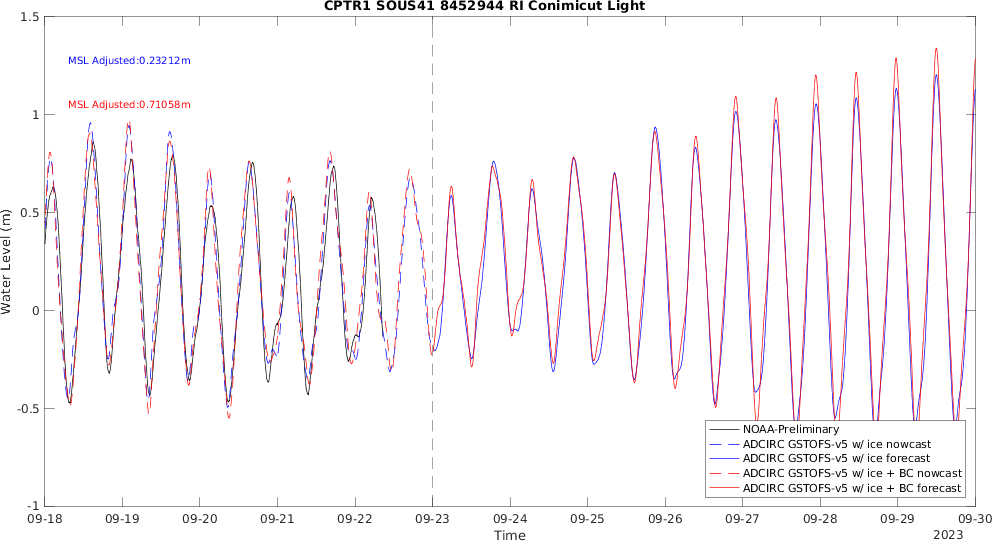 CPTR1 SOUS41 8452944 RI Conimicut Light
1.5
MSL Adjusted:0.23212m
MSL Adjusted:0.71058m
1
0.5
Water Level (m)
0
-0.5
-1
NOAA-Preliminary
ADCIRC GSTOFS-v5 w/ ice nowcast
ADCIRC GSTOFS-v5 w/ ice forecast
ADCIRC GSTOFS-v5 w/ ice + BC nowcast
ADCIRC GSTOFS-v5 w/ ice + BC forecast
09-18 09-19 09-20 09-21 09-22 09-23 09-24 09-25 09-26 09-27 09-28 09-29 09-30
Time
2023